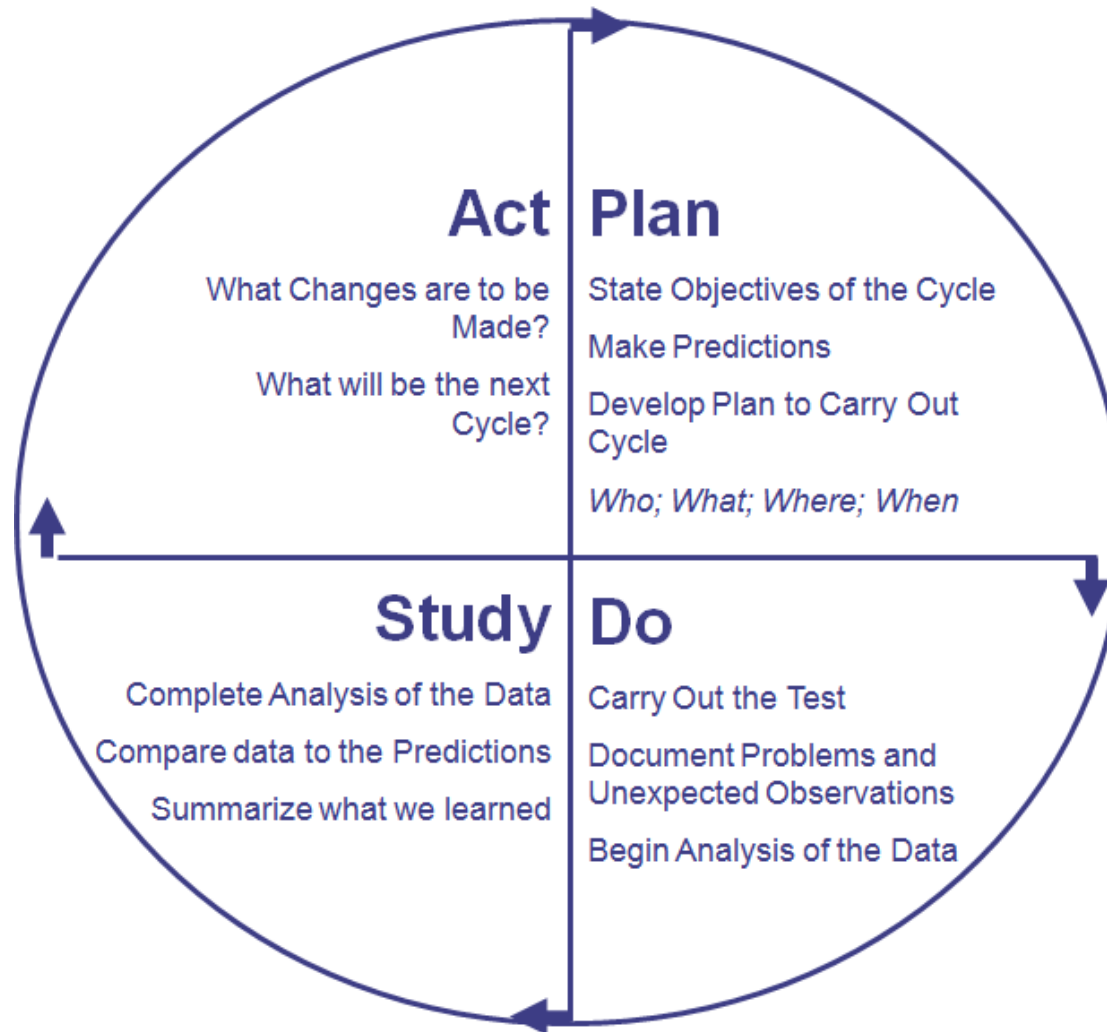 Act
What Changes are to be
Made?
What will be the next
Cycle?
Plan
State Objectives of the Cycle
Make Predictions
Develop Plan to Carry Out
Cycle
Who; What; Where; When
Study
Complete Analysis of the Data
Compare data to the Predictions
Summarize what we learned
Do
Carry Out the Test
Document Problems and
Unexpected Observations
Begin Analysis of the Data